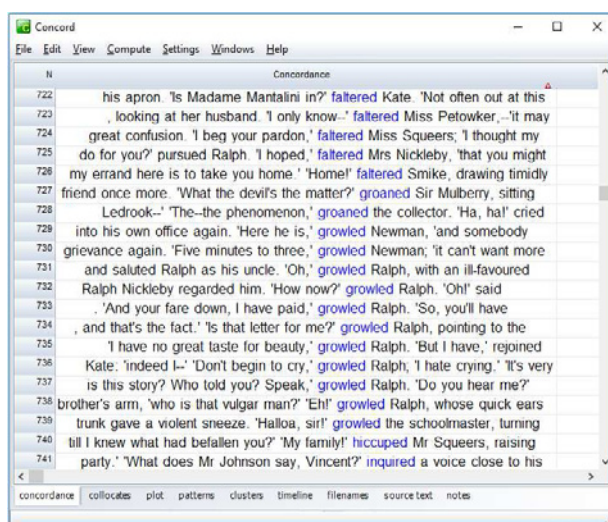 Concord
File Edit View Compute Settings Windows Help
N Concordance
722 his apron. 'Is Madame Mantalini in?' faltered Kate. 'Not often out at this
723 , looking at her husband. 'I only know--' faltered Miss Petowker,--'it may
724 great confusion. 'I beg your pardon,' faltered Miss Squeers; 'I thought my
725 do for you?' pursued Ralph. 'I hoped,' faltered Mrs Nickleby, 'that you might
726 my errand here is to take you home.' 'Home!' faltered Smike, drawing timidly
727 friend once more. 'What the devil's the matter?' groaned Sir Mulberry, sitting
728 Ledrook--' 'The--the phenomenon,' groaned the collector. 'Ha, ha!' cried
729 into his own office again. 'Here he is,' growled Newman, 'and somebody
730 grievance again. 'Five minutes to three,' growled Newman; 'it can't want more
731 and saluted Ralph as his uncle. 'Oh,' growled Ralph, with an ill-favoured
732 Ralph Nickleby regarded him. 'How now?' growled Ralph. 'Oh!' said
733 . 'And your fare down, I have paid,' growled Ralph. 'So, you'll have
734 , and that's the fact.' 'Is that letter for me?' growled Ralph, pointing to the
735 'I have no great taste for beauty,' growled Ralph. 'But I have,' rejoined
736 Kate: 'indeed I--' 'Don't begin to cry,' growled Ralph; 'I hate crying.' 'It's very
737 is this story? Who told you? Speak,' growled Ralph. 'Do you hear me?'
738 brother's arm, 'who is that vulgar man?' 'Eh!' growled Ralph, whose quick ears
739 trunk gave a violent sneeze. 'Halloa, sir!' growled the schoolmaster, turning
740 till I knew what had befallen you?' 'My family!' hiccuped Mr Squeers, raising
741 party.' 'What does Mr Johnson say, Vincent?' inquired a voice close to his
concordance collocates plot patterns clusters timeline filenames source text notes